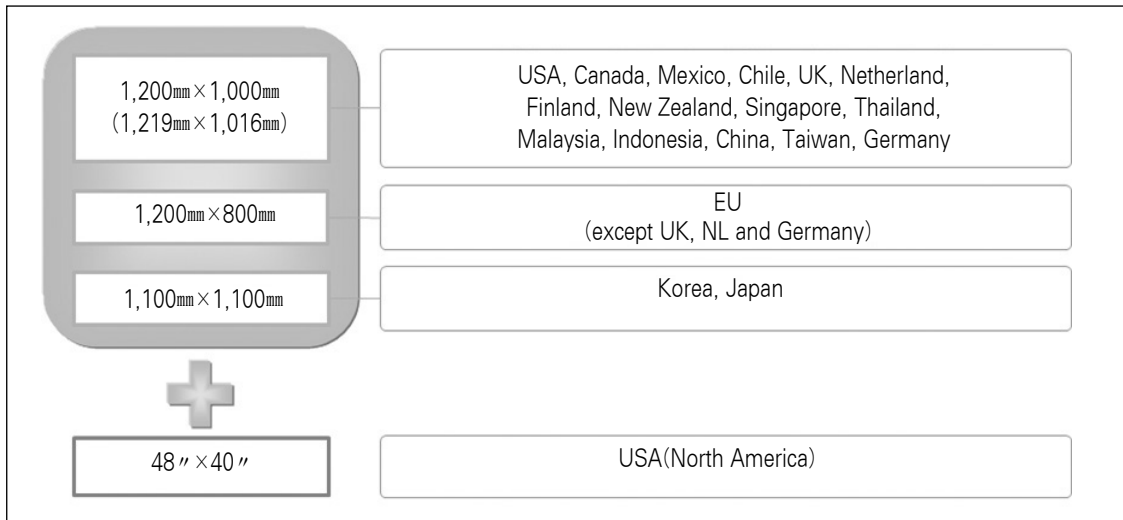 1,200㎜×1,000㎜
(1,219㎜×1,016㎜)
USA, Canada, Mexico, Chile, UK, Netherland,
Finland, New Zealand, Singapore, Thailand,
Malaysia, Indonesia, China, Taiwan, Germany
1,200㎜×800㎜
EU
(except UK, NL and Germany)
1,100㎜×1,100㎜
Korea, Japan
48〃×40〃
USA(North America)